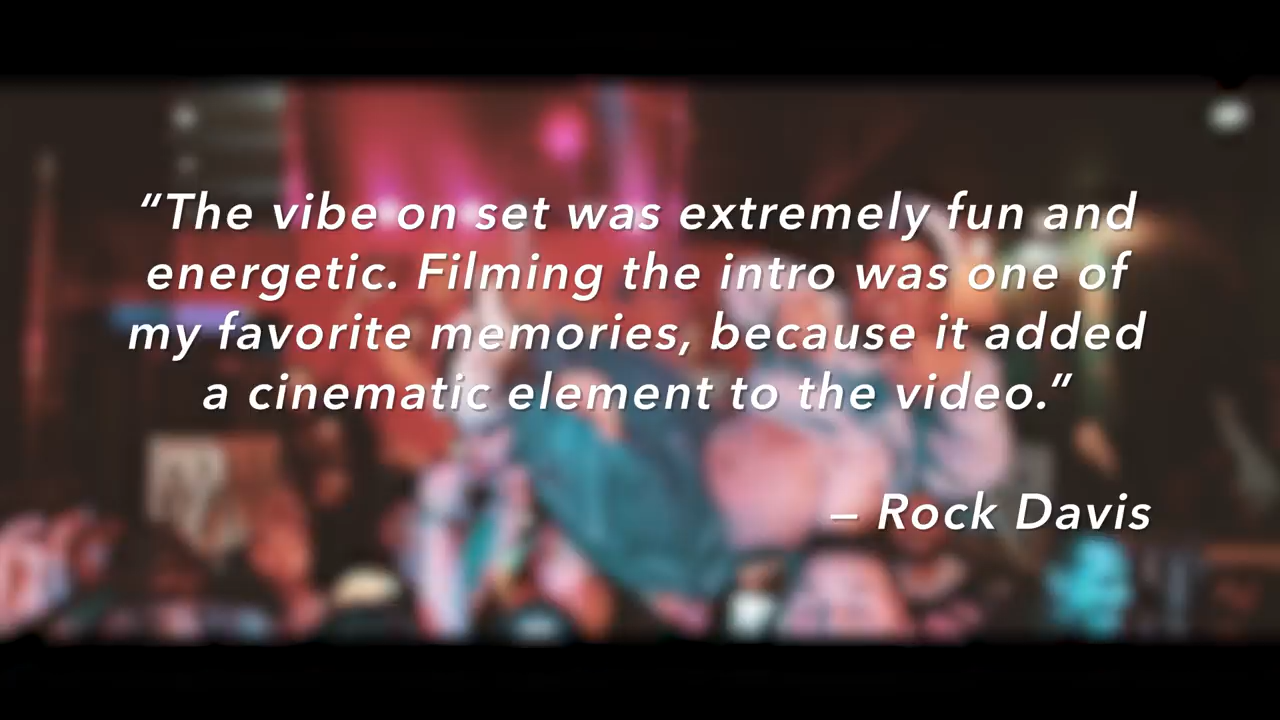 “The vibe on set was extremely fun and
energetic. Filming the intro was one of
my favorite memories, because it added
a cinematic element to the video.”
– Rock Davis